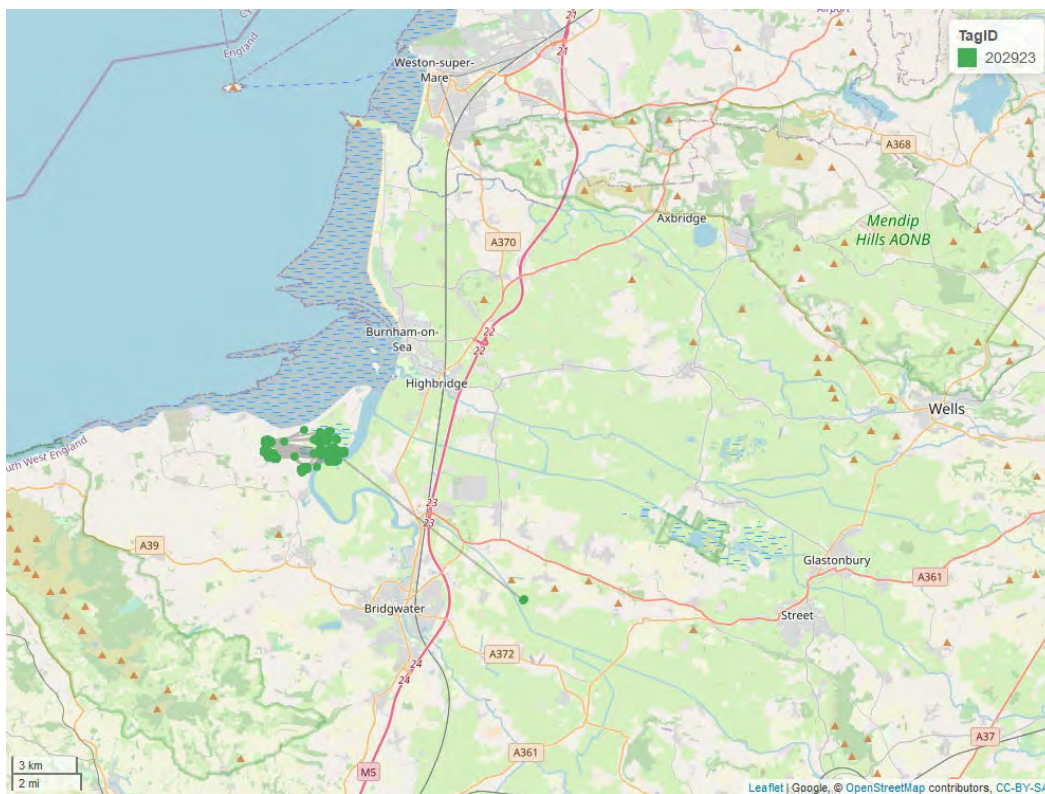 21
21
Airport
TagID
202923
Weston-super-
Mare
England
A368
Axbridge
Mendip
Hills AONB
A370
22
22
Burnham-on-
Sea
Highbridge
Wells
South West England
23
23
A39
Glastonbury
A361
Bridgwater
Street
A372
24
24
A361
A37
3 km
2 mi
M5
Leaflet | Google, © OpenStreetMap contributors, CC-BY-SA